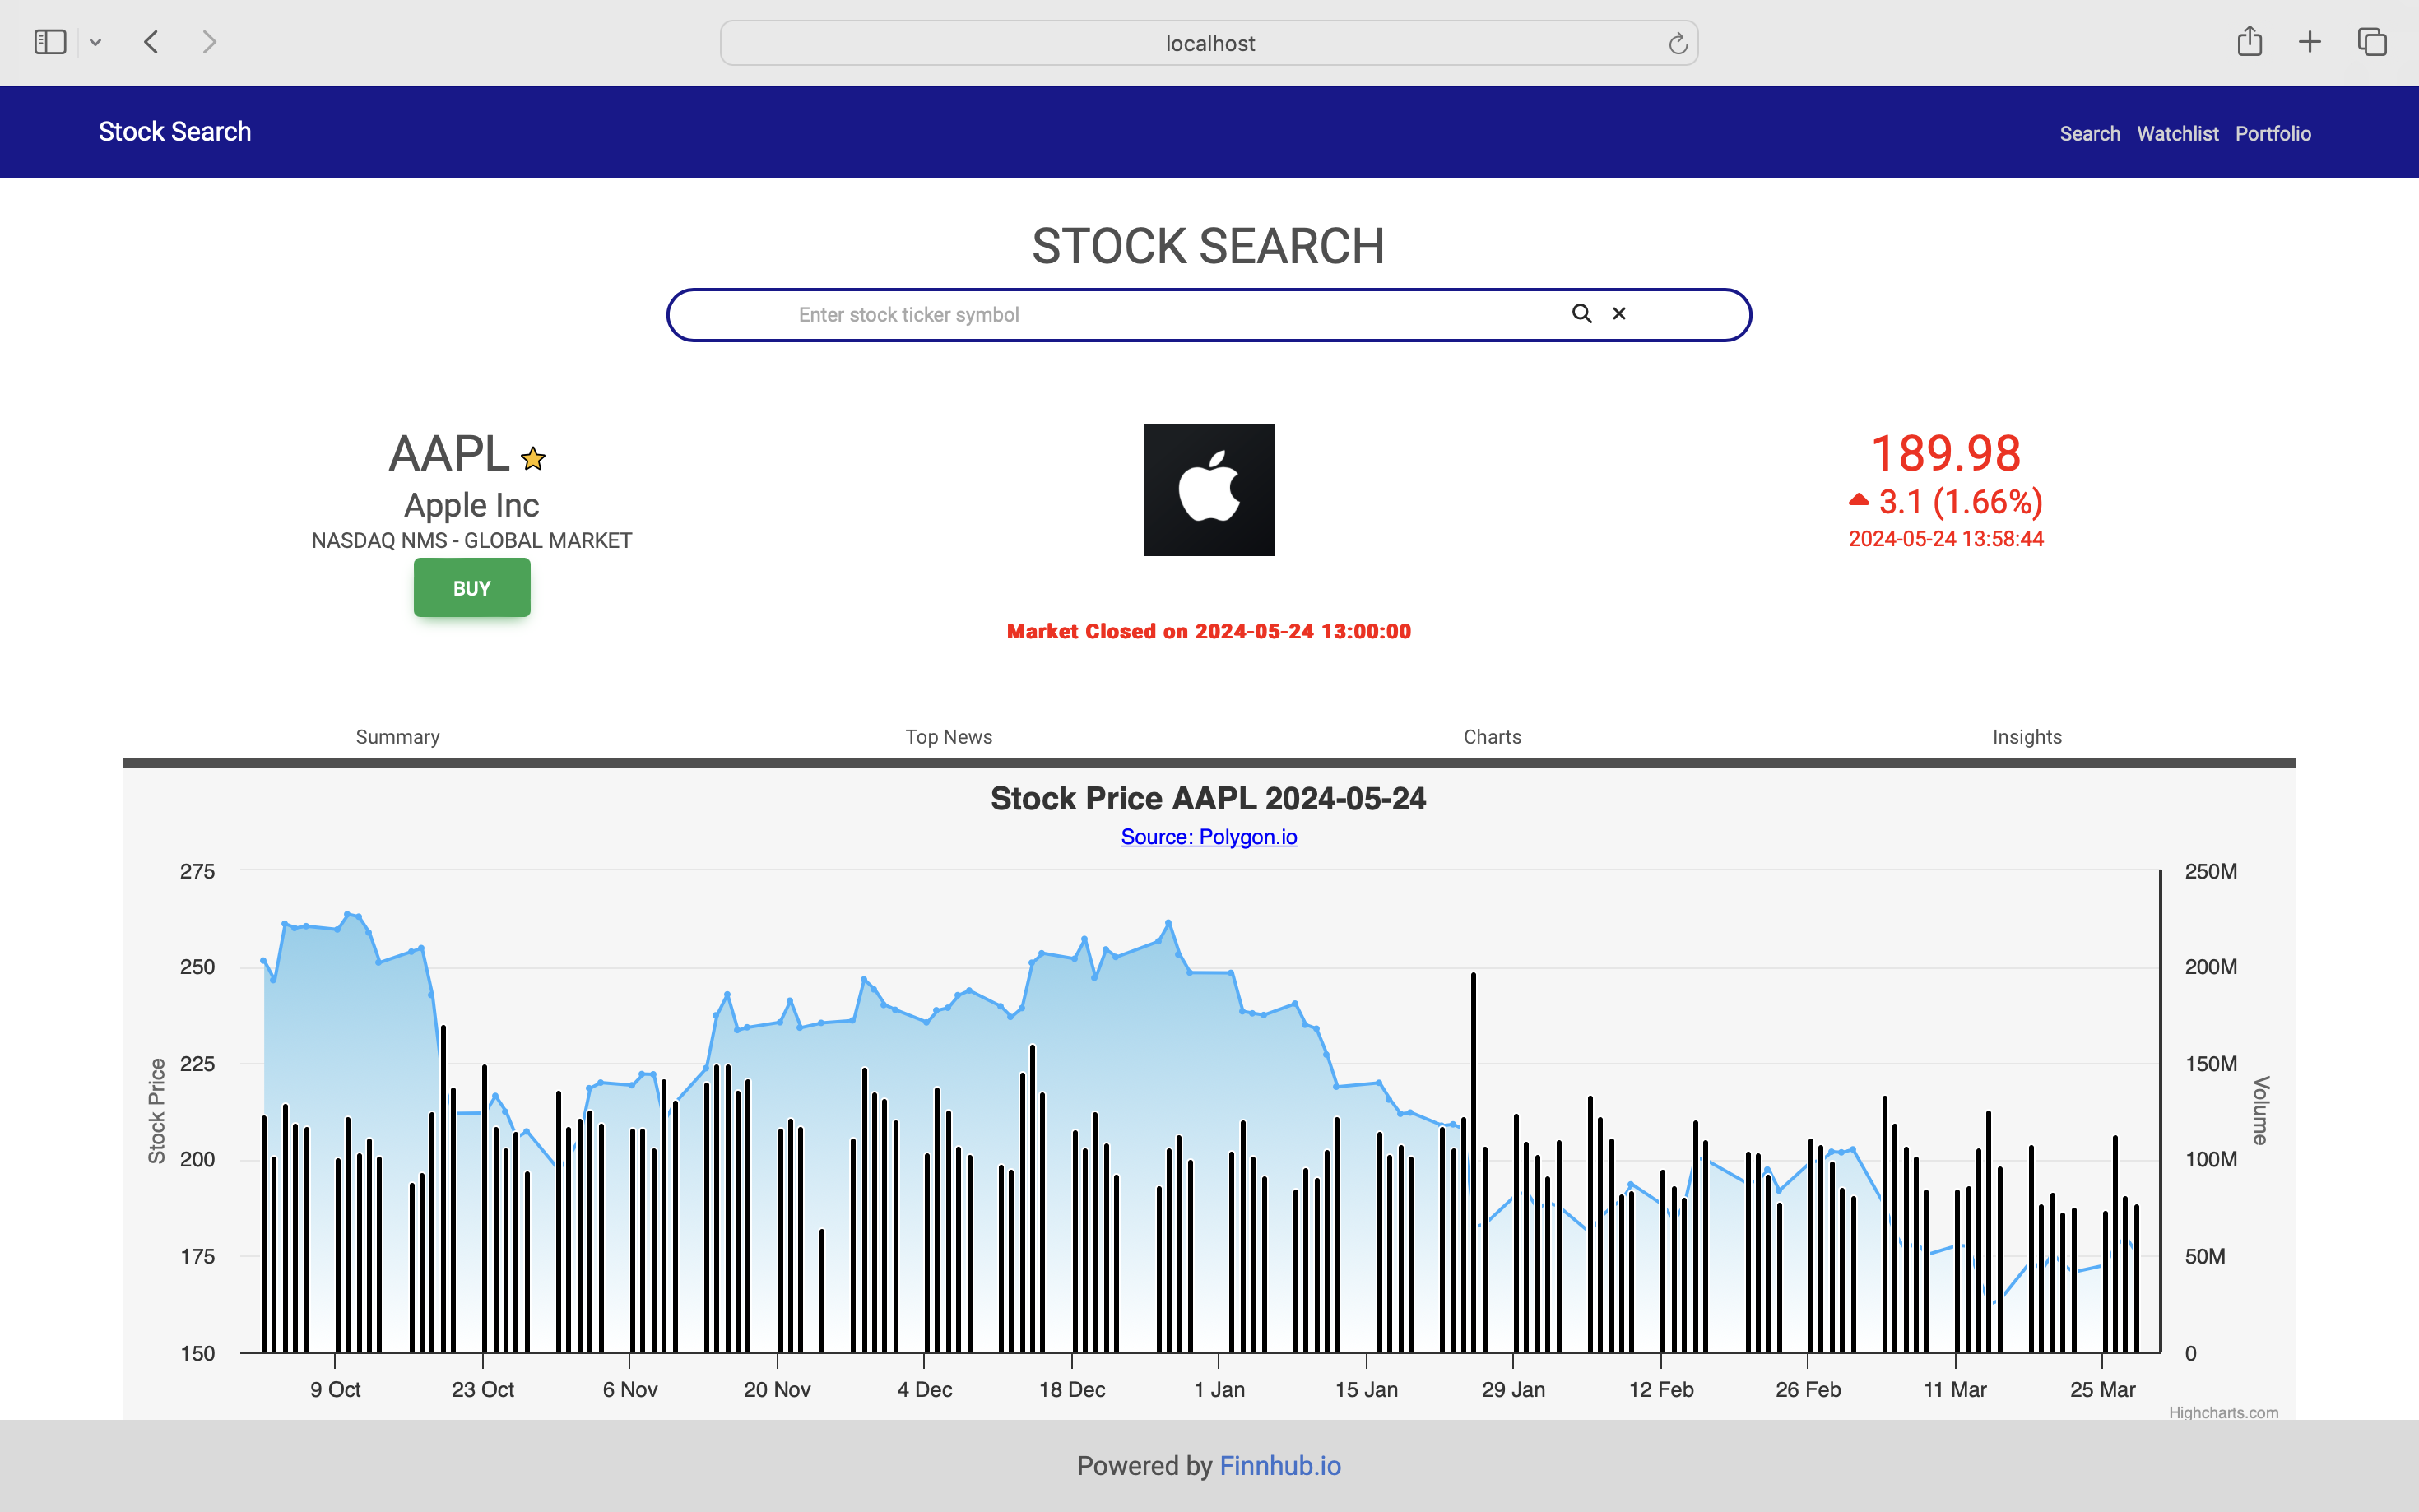 localhost
Stock Search
Search Watchlist Portfolio
STOCK SEARCH
Enter stock ticker symbol
AAPL
Apple Inc
NASDAQ NMS - GLOBAL MARKET
BUY
189.98
3.1 (1.66%)
2024-05-24 13:58:44
Market Closed on 2024-05-24 13:00:00
Summary
Top News
Charts
Insights
Stock Price AAPL 2024-05-24
Source: Polygon.io
Stock Price
275
250
225
200
175
150
250M
200M
150M
100M
50M
0
Volume
9 Oct
23 Oct
6 Nov
20 Nov
4 Dec
18 Dec
1 Jan
15 Jan
29 Jan
12 Feb
26 Feb
11 Mar
25 Mar
Highcharts.com
Powered by Finnhub.io